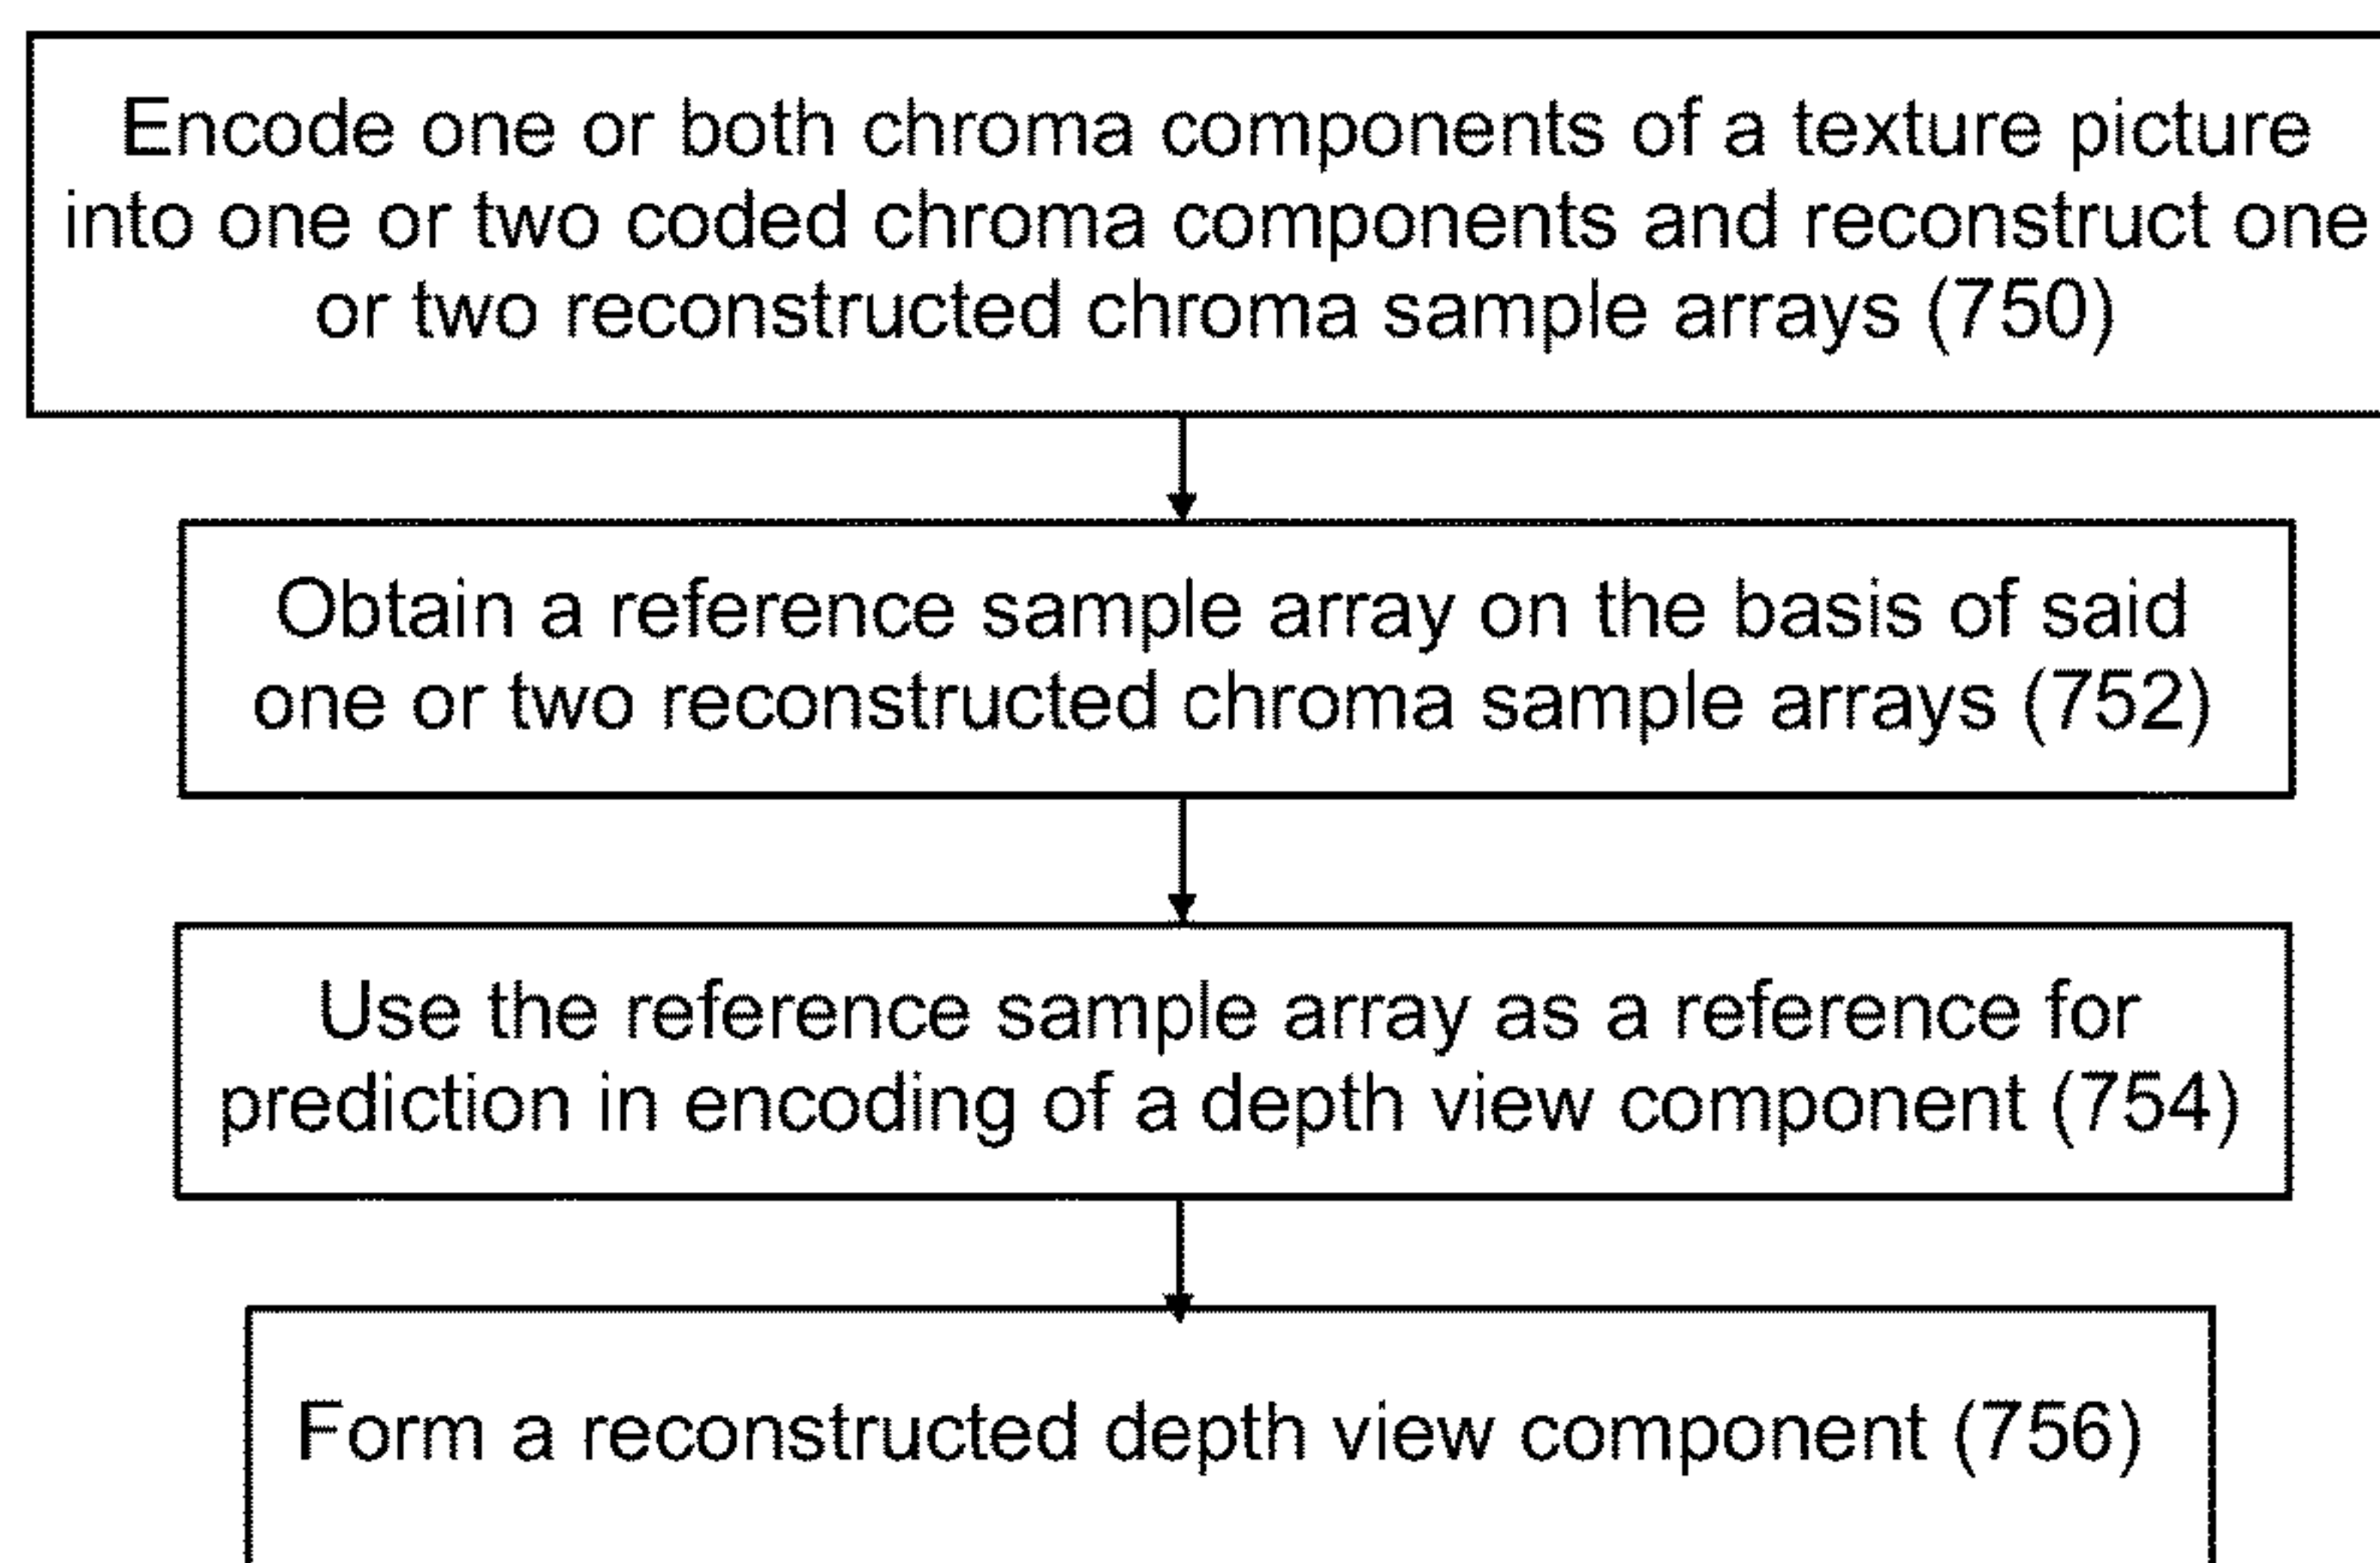 Encode one or both chroma components of a texture picture
into one or two coded chroma components and reconstruct one
or two reconstructed chroma sample arrays (750)
Obtain a reference sample array on the basis of said
one or two reconstructed chroma sample arrays (752)
Use the reference sample array as a reference for
prediction in encoding of a depth view component (754)
Form a reconstructed depth view component (756)